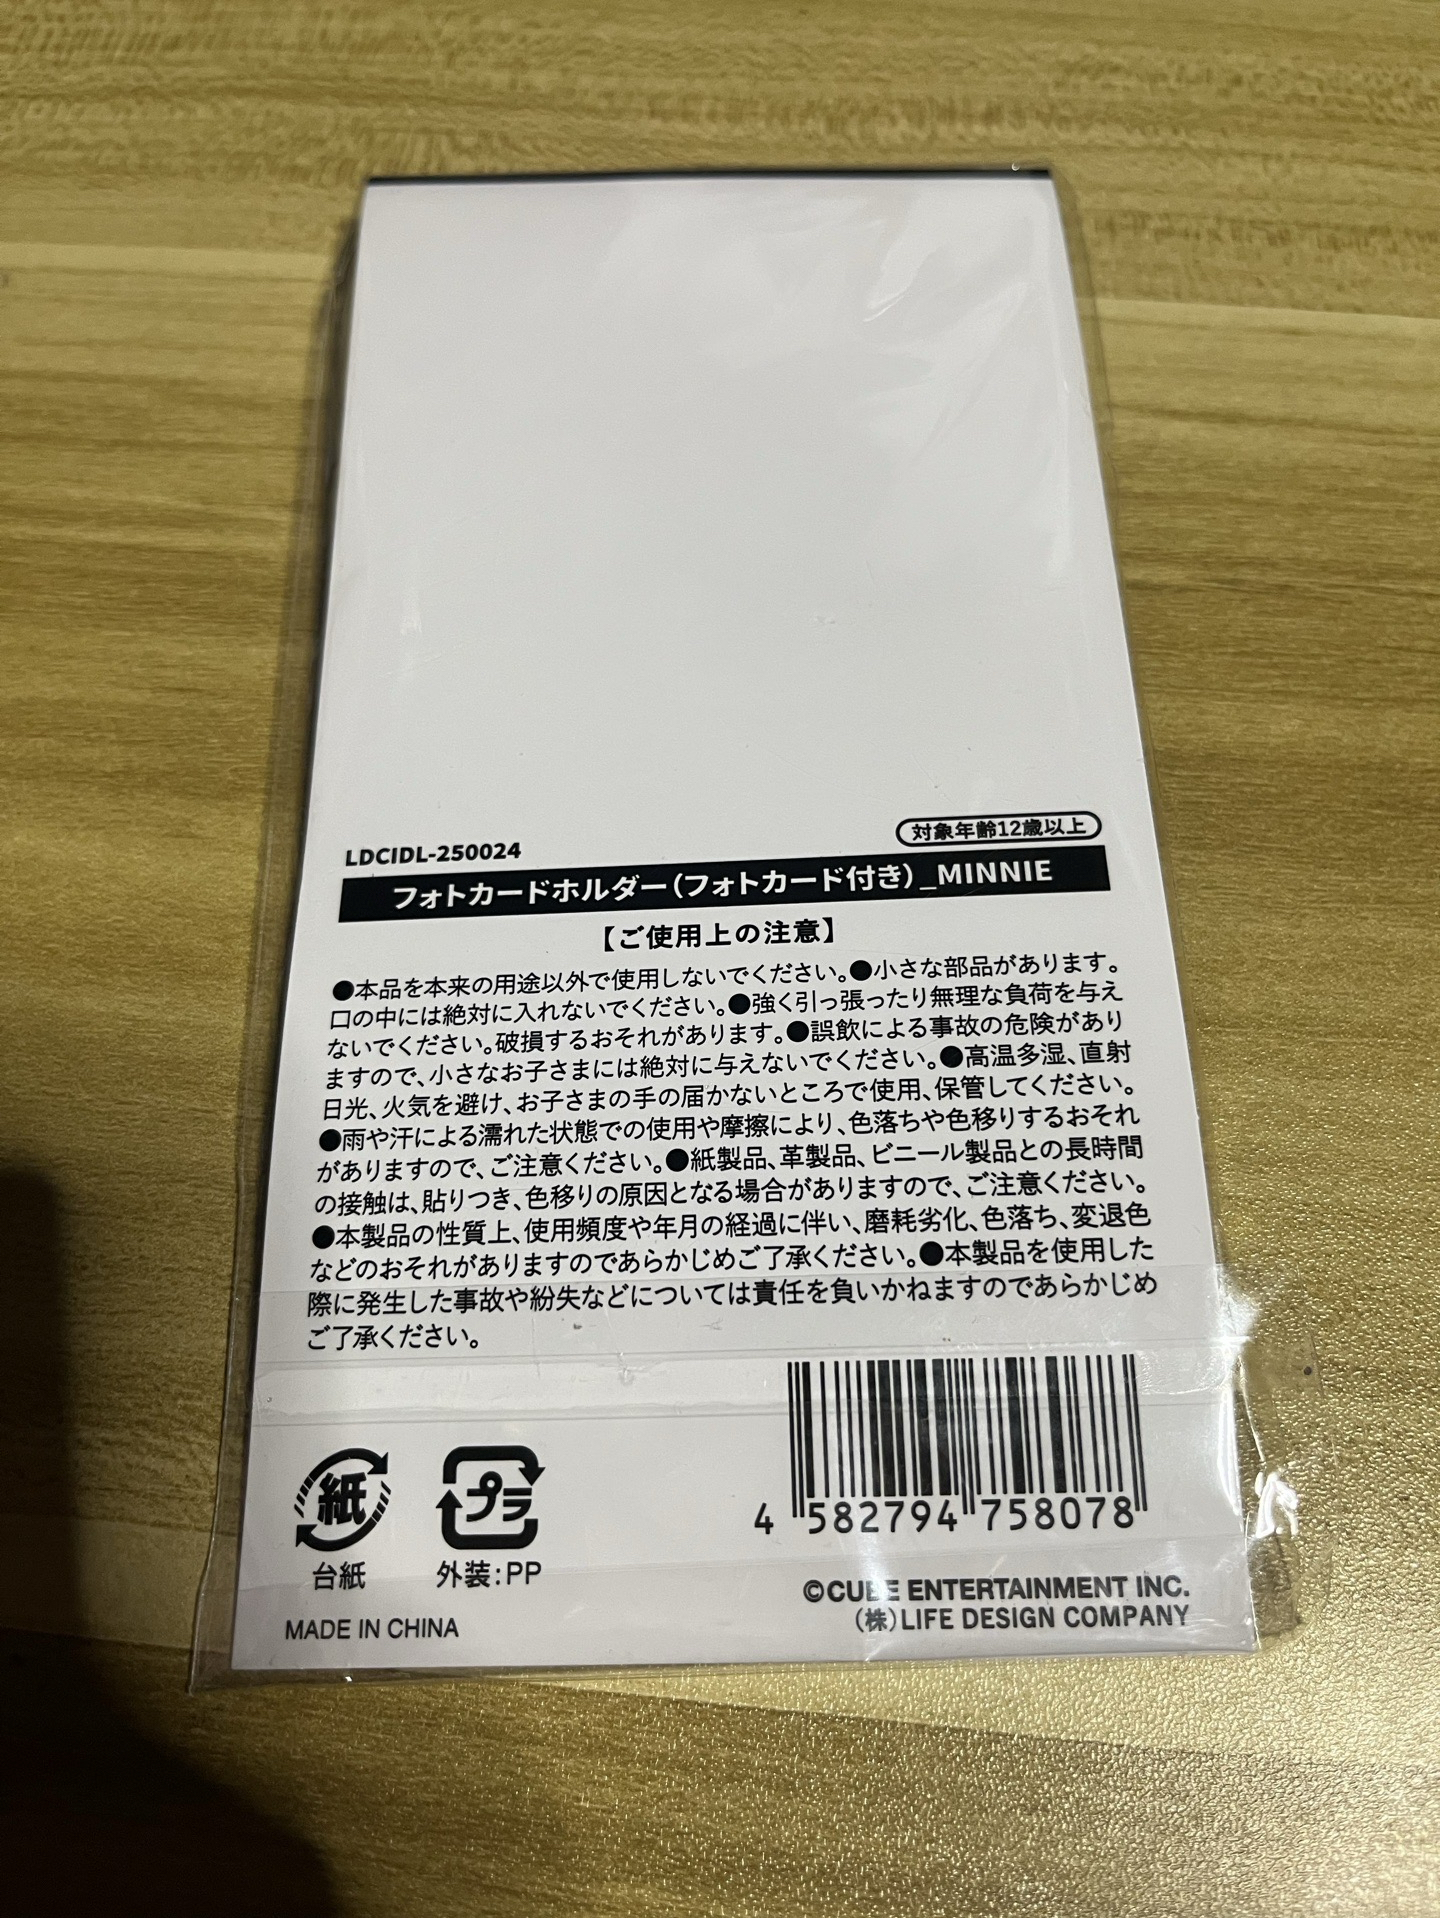 対象年齢12歳以上
LDCIDL-250024
フォトカードホルダー(フォトカード付き)_MINNIE
【ご使用上の注意】
●本品を本来の用途以外で使用しないでください。●小さな部品があります。
口の中には絶対に入れないでください。●強く引っ張ったり無理な負荷を与え
ないでください。破損するおそれがあります。●誤飲による事故の危険があり
ますので、小さなお子さまには絶対に与えないでください。●高温多湿、直射
日光、火気を避け、お子さまの手の届かないところで使用、保管してください。
●雨や汗による濡れた状態での使用や摩擦により、色落ちや色移りするおそれ
がありますので、ご注意ください。●紙製品、革製品、ビニール製品との長時間
の接触は、貼りつき、色移りの原因となる場合がありますので、ご注意ください。
●本製品の性質上、使用頻度や年月の経過に伴い、磨耗劣化、色落ち、変退色
などのおそれがありますのであらかじめご了承ください。●本製品を使用した
際に発生した事故や紛失などについては責任を負いかねますのであらかじめ
ご了承ください。
紙
プラ
4 582794 758078
台紙
外装:PP
©CUBE ENTERTAINMENT INC.
(株)LIFE DESIGN COMPANY
MADE IN CHINA